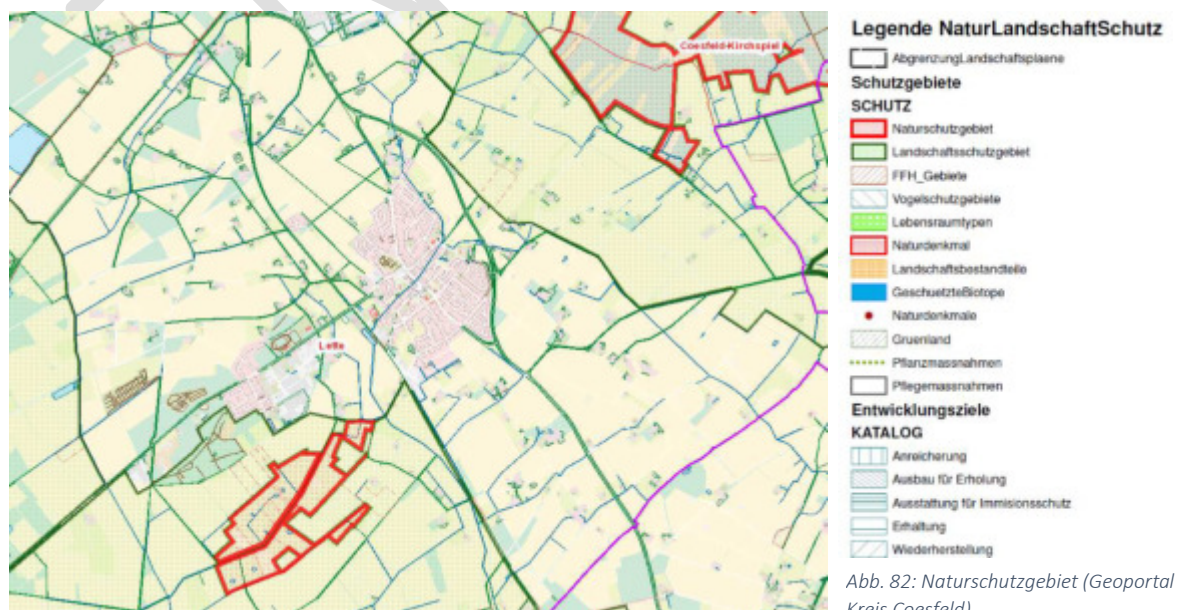 Coesfeld-Kirchspiel
Lette
Legende NaturLandschaftSchutz
AbgrenzungLandschaftsplaene
Schutzgebiete
SCHUTZ
Naturschutzgebiet
Landschaftsschutzgebiet
FFH_Gebiete
Vogelschutzgebiete
Lebensraumtypen
Naturdenkmal
Landschaftsbestandteile
GeschuetzteBiotope
Naturdenkmale
Gruenland
Pflanzmassnahmen
Pflegemassnahmen
Entwicklungsziele
KATALOG
Anreicherung
Ausbau für Erholung
Ausstattung für Immisionsschutz
Erhaltung
Wiederherstellung
Abb. 82: Naturschutzgebiet (Geoportal
Kreis Coesfeld)